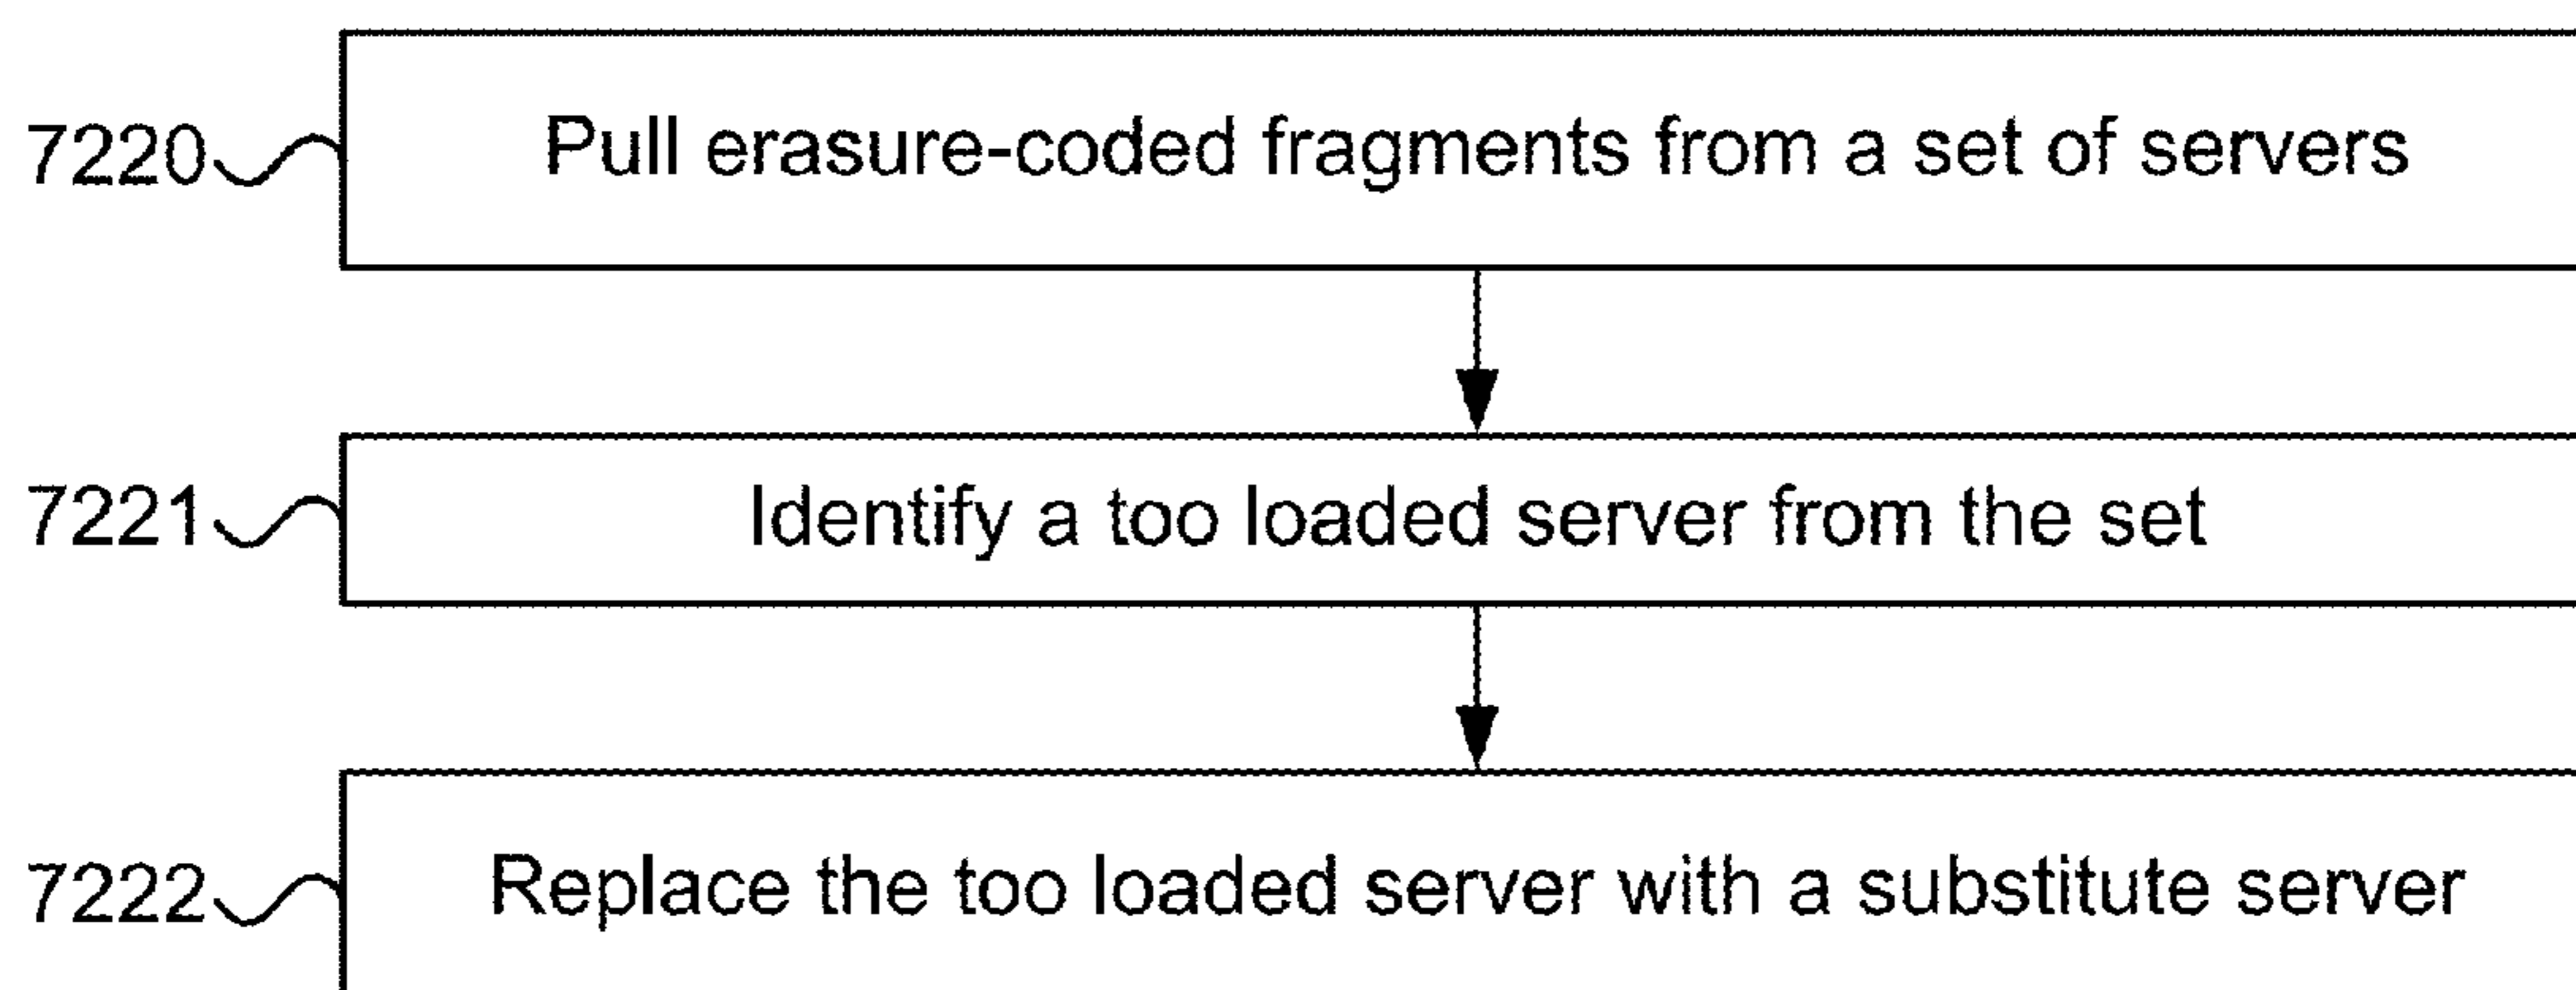 7220 Pull erasure-coded fragments from a set of servers
7221 Identify a too loaded server from the set
7222 Replace the too loaded server with a substitute server